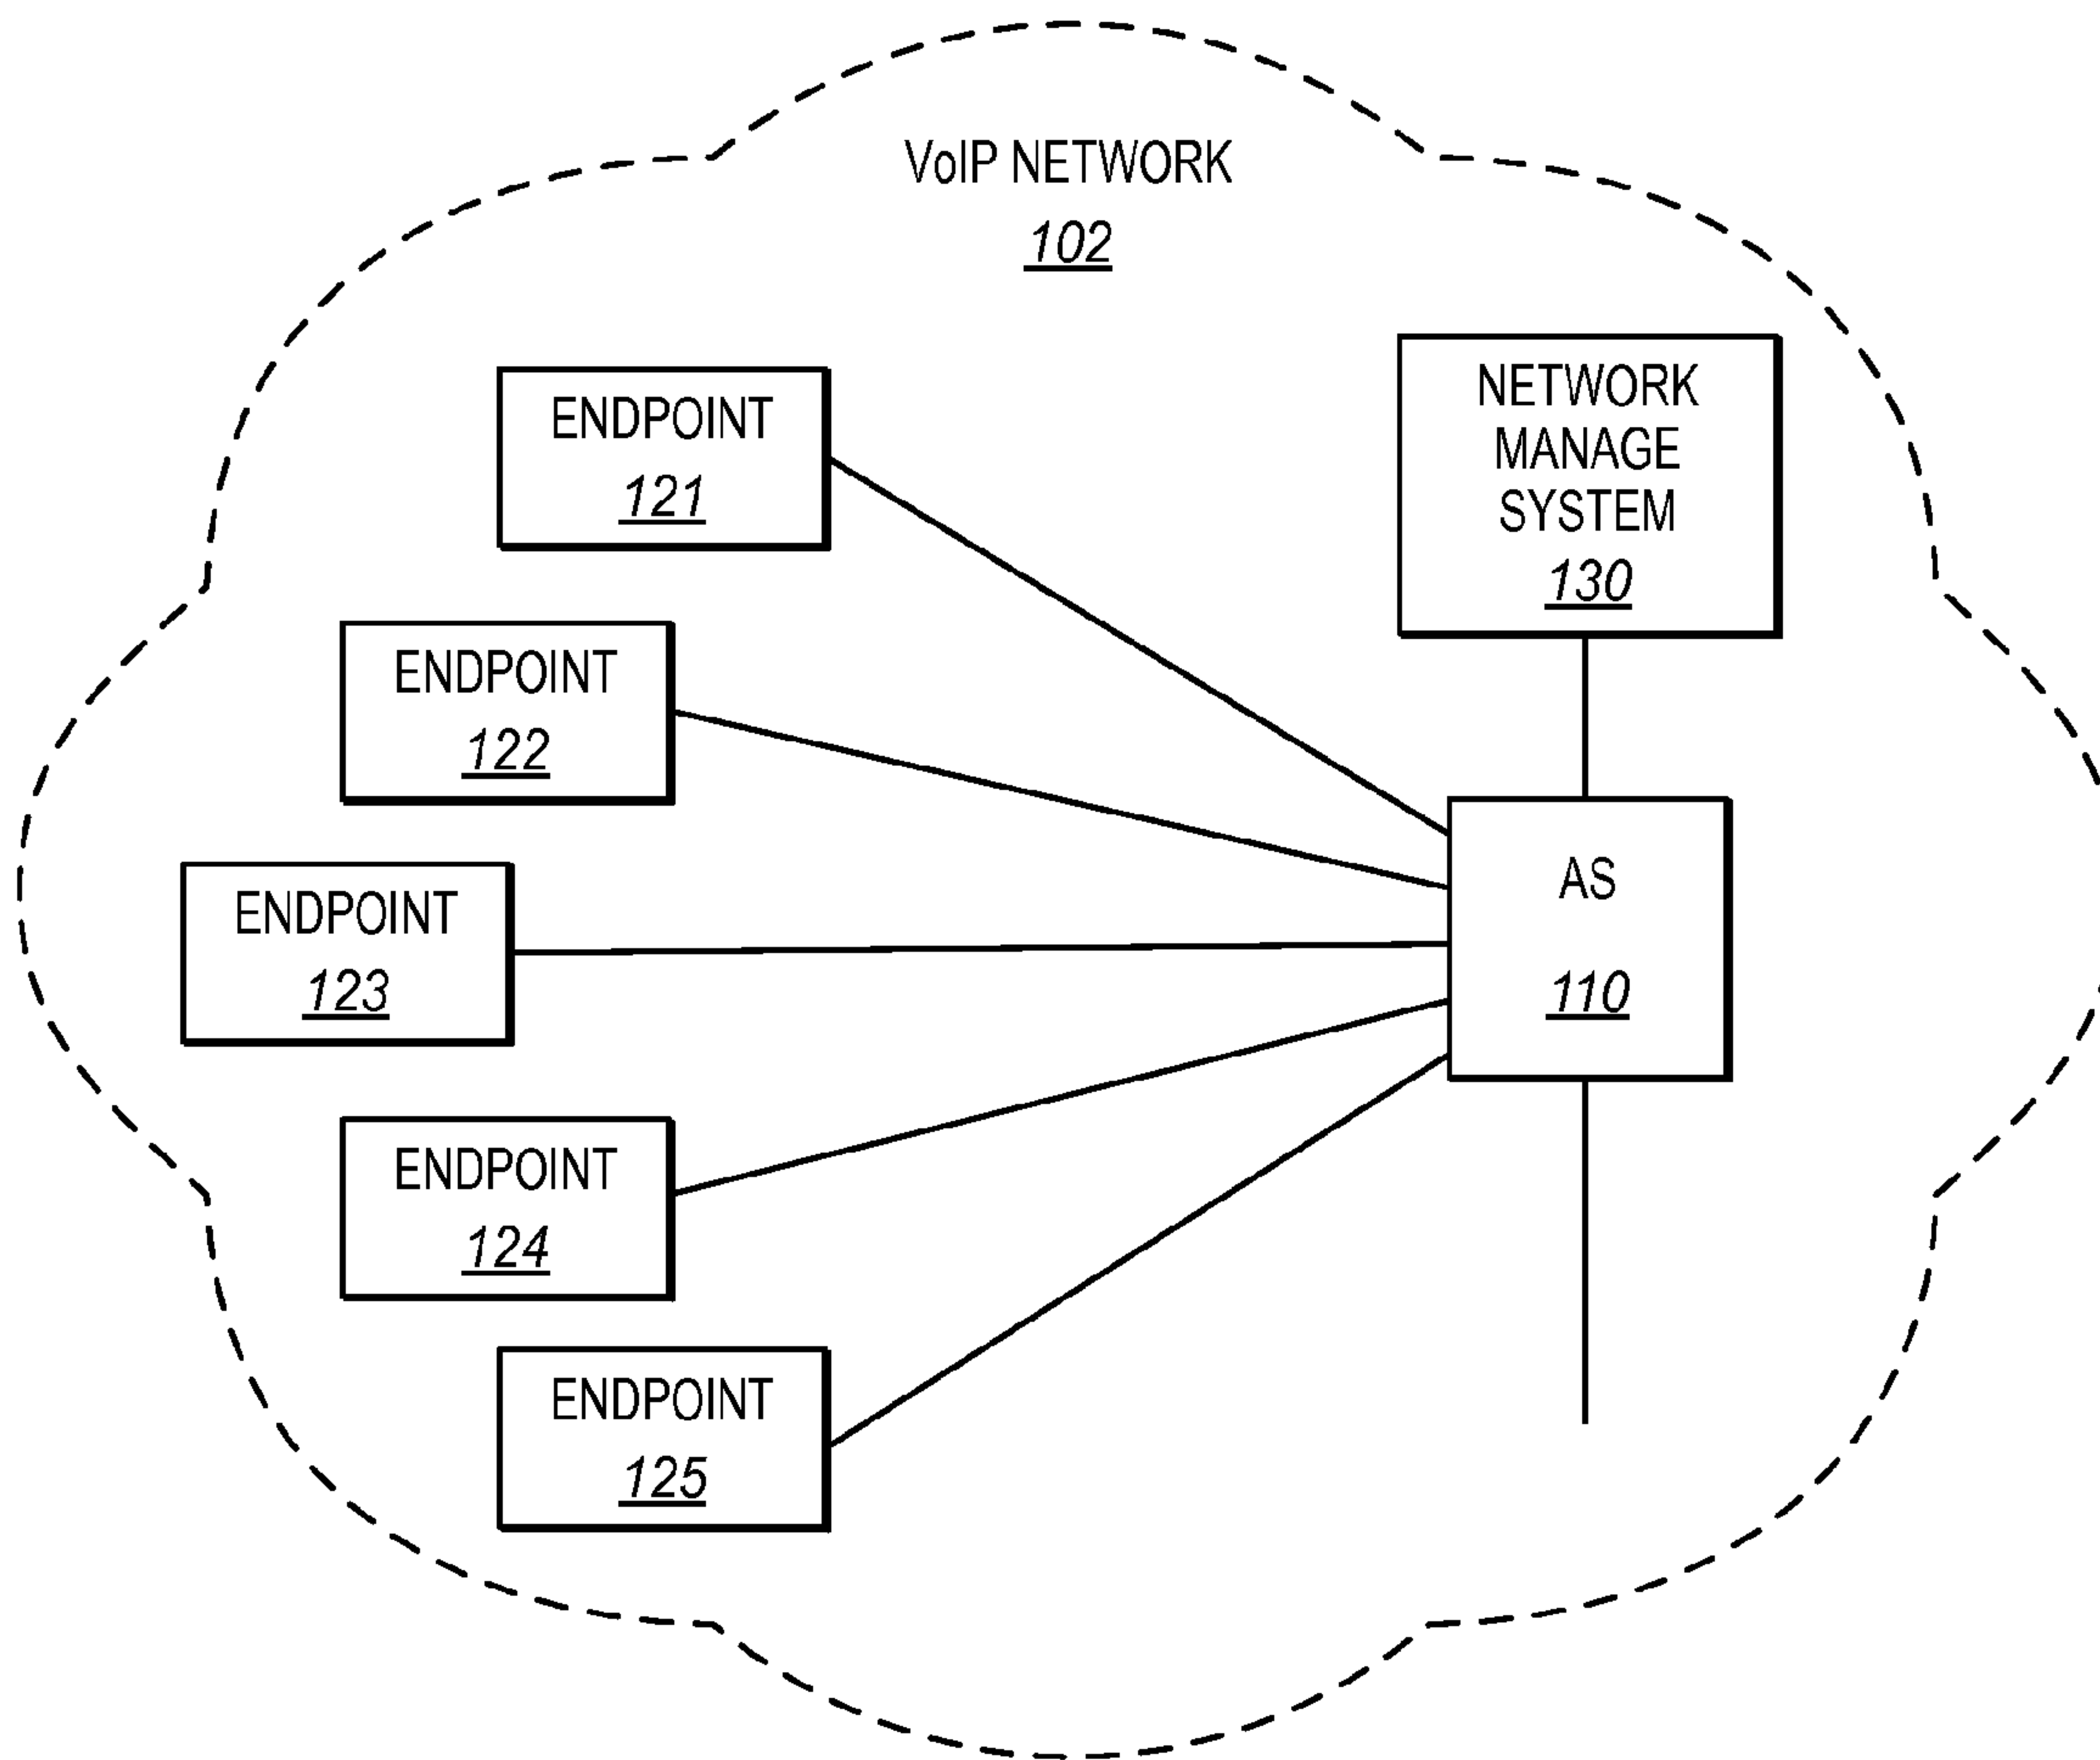 VoIP NETWORK
102
ENDPOINT
121
NETWORK
MANAGE
SYSTEM
130
ENDPOINT
122
ENDPOINT
123
AS
110
ENDPOINT
124
ENDPOINT
125